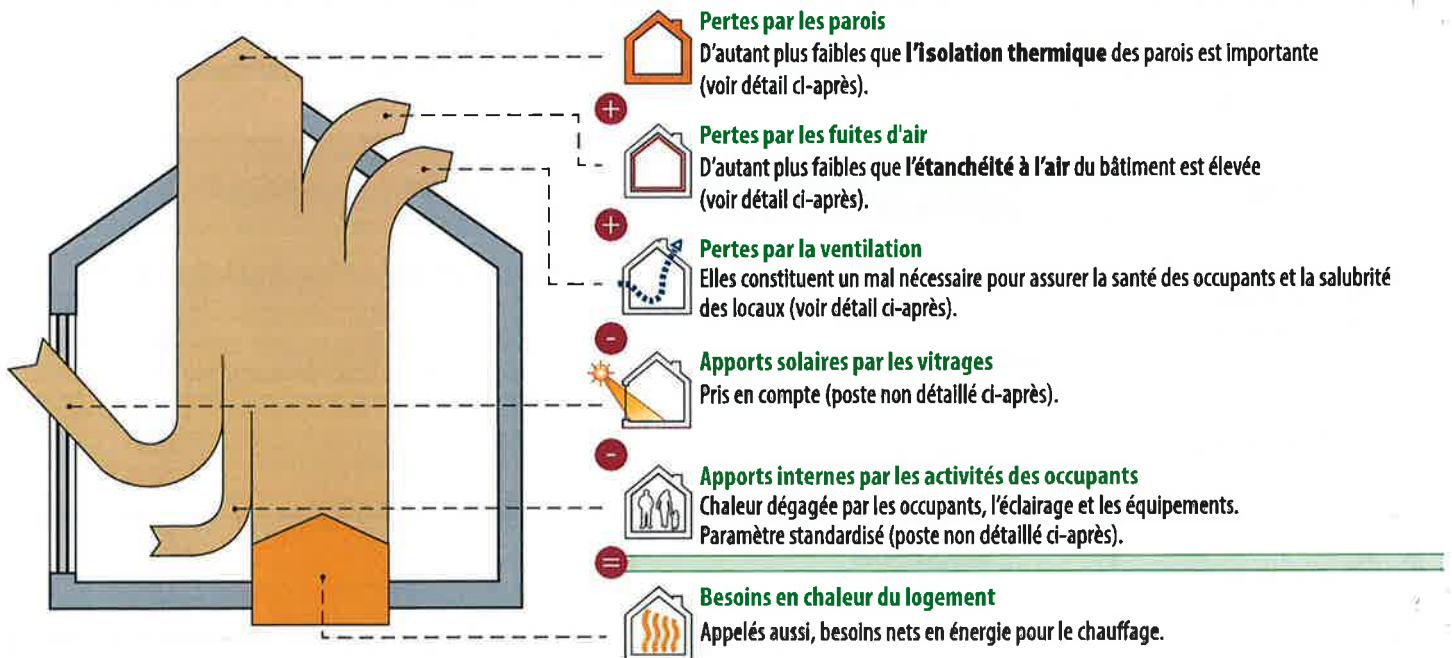 Pertes par les parois
D'autant plus faibles que l'isolation thermique des parois est importante
(voir détail ci-après).
+
Pertes par les fuites d'air
D'autant plus faibles que l'étanchéité à l'air du bâtiment est élevée
(voir détail ci-après).
+
Pertes par la ventilation
Elles constituent un mal nécessaire pour assurer la santé des occupants et la salubrité
des locaux (voir détail ci-après).
-
Apports solaires par les vitrages
Pris en compte (poste non détaillé ci-après).
-
Apports internes par les activités des occupants
Chaleur dégagée par les occupants, l'éclairage et les équipements.
Paramètre standardisé (poste non détaillé ci-après).
=
Besoins en chaleur du logement
Appelés aussi, besoins nets en énergie pour le chauffage.